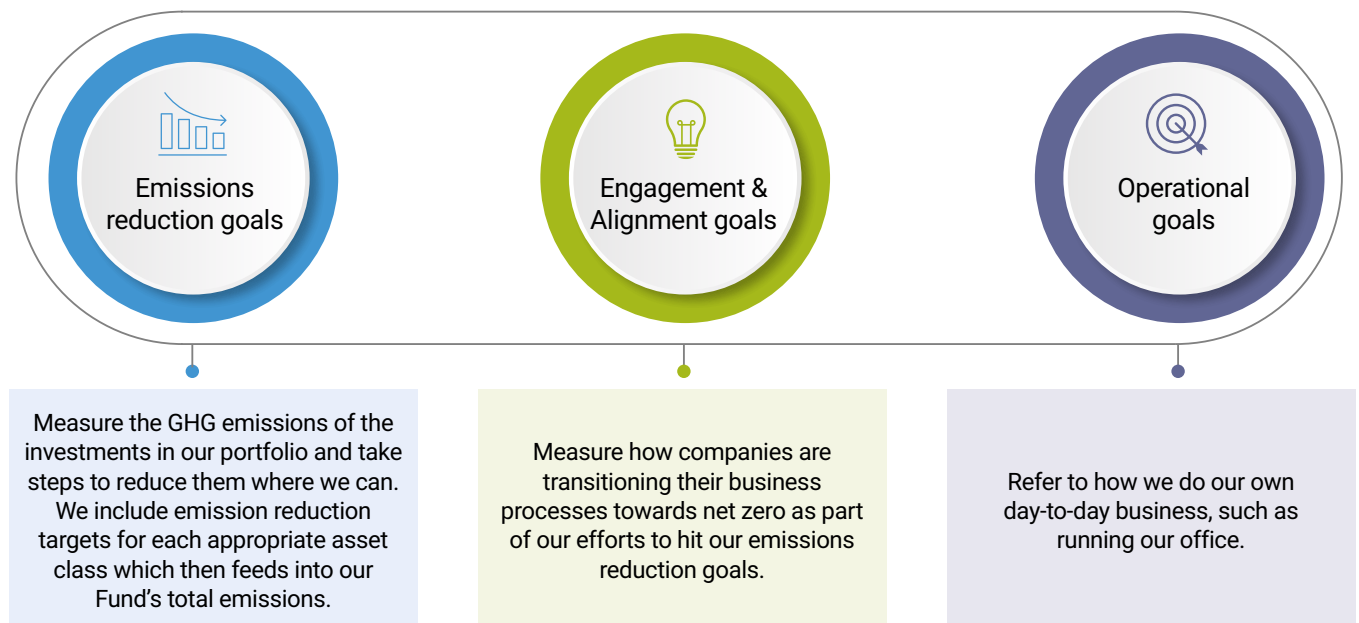 Emissions
reduction goals
Engagement &
Alignment goals
Operational
goals
Measure the GHG emissions of the
investments in our portfolio and take
steps to reduce them where we can.
We include emission reduction
targets for each appropriate asset
class which then feeds into our
Fund’s total emissions.
Measure how companies are
transitioning their business
processes towards net zero as part
of our efforts to hit our emissions
reduction goals.
Refer to how we do our own
day-to-day business, such as
running our office.